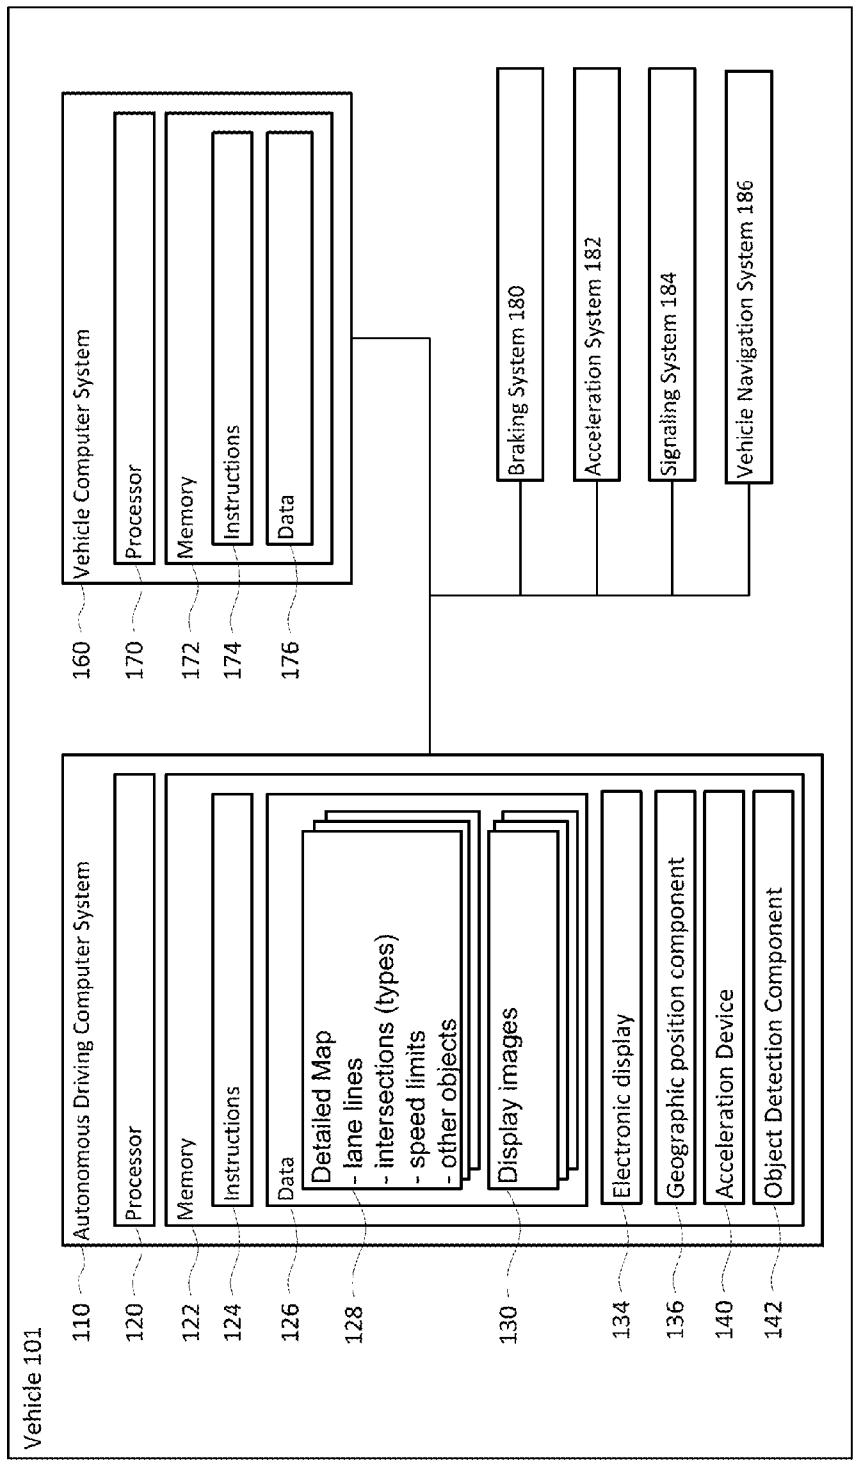 Vehicle 101
110
Autonomous Driving Computer System
120
Processor
122
Memory
124
Instructions
126
Data
128
Detailed Map
- lane lines
- intersections (types)
- speed limits
- other objects
130
Display images
134
Electronic display
136
Geographic position component
140
Acceleration Device
142
Object Detection Component
160
Vehicle Computer System
170
Processor
172
Memory
174
Instructions
176
Data
Braking System 180
Acceleration System 182
Signaling System 184
Vehicle Navigation System 186